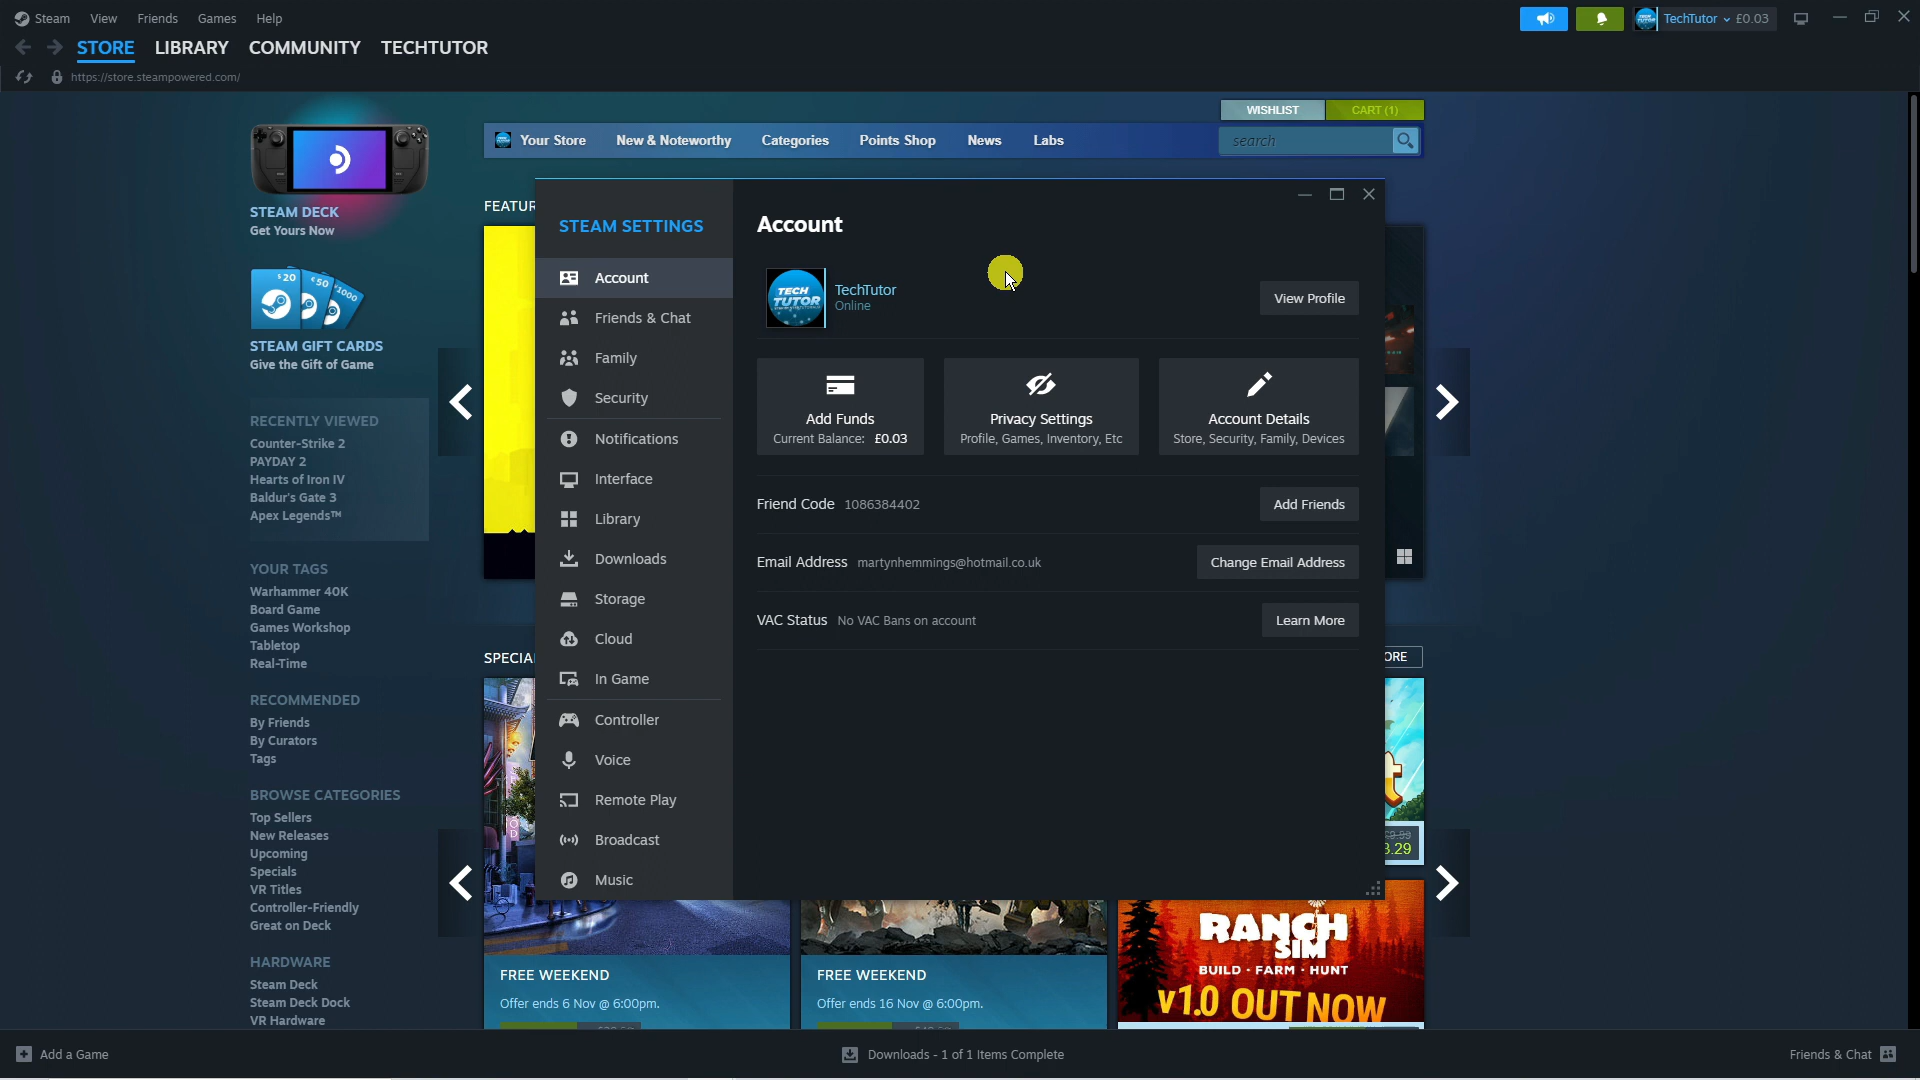 Steam View Friends Games Help
TechTutor £0.03
STORE LIBRARY COMMUNITY TECHTUTOR
https://store.steampowered.com/
WISHLIST CART (1)
Your Store New & Noteworthy Categories Points Shop News Labs search
STEAM DECK
Get Yours Now
STEAM GIFT CARDS
Give the Gift of Game
RECENTLY VIEWED
Counter-Strike 2
PAYDAY 2
Hearts of Iron IV
Baldur's Gate 3
Apex Legends™
YOUR TAGS
Warhammer 40K
Board Game
Games Workshop
Tabletop
Real-Time
RECOMMENDED
By Friends
By Curators
Tags
BROWSE CATEGORIES
Top Sellers
New Releases
Upcoming
Specials
VR Titles
Controller-Friendly
Great on Deck
HARDWARE
Steam Deck
Steam Deck Dock
VR Hardware
FEATUR
SPECIA
STEAM SETTINGS
Account
Friends & Chat
Family
Security
Notifications
Interface
Library
Downloads
Storage
Cloud
In Game
Controller
Voice
Remote Play
Broadcast
Music
Account
TECH
TUTOR
TechTutor
Online
View Profile
Add Funds
Current Balance: £0.03
Privacy Settings
Profile, Games, Inventory, Etc
Account Details
Store, Security, Family, Devices
Friend Code 1086384402 Add Friends
Email Address martynhemmings@hotmail.co.uk Change Email Address
VAC Status No VAC Bans on account Learn More
ORE
£9.99
3.29
FREE WEEKEND
Offer ends 6 Nov @ 6:00pm.
FREE WEEKEND
Offer ends 16 Nov @ 6:00pm.
RANCH
SIM
BUILD · FARM · HUNT
v1.0 OUT NOW
Add a Game
Downloads - 1 of 1 Items Complete
Friends & Chat